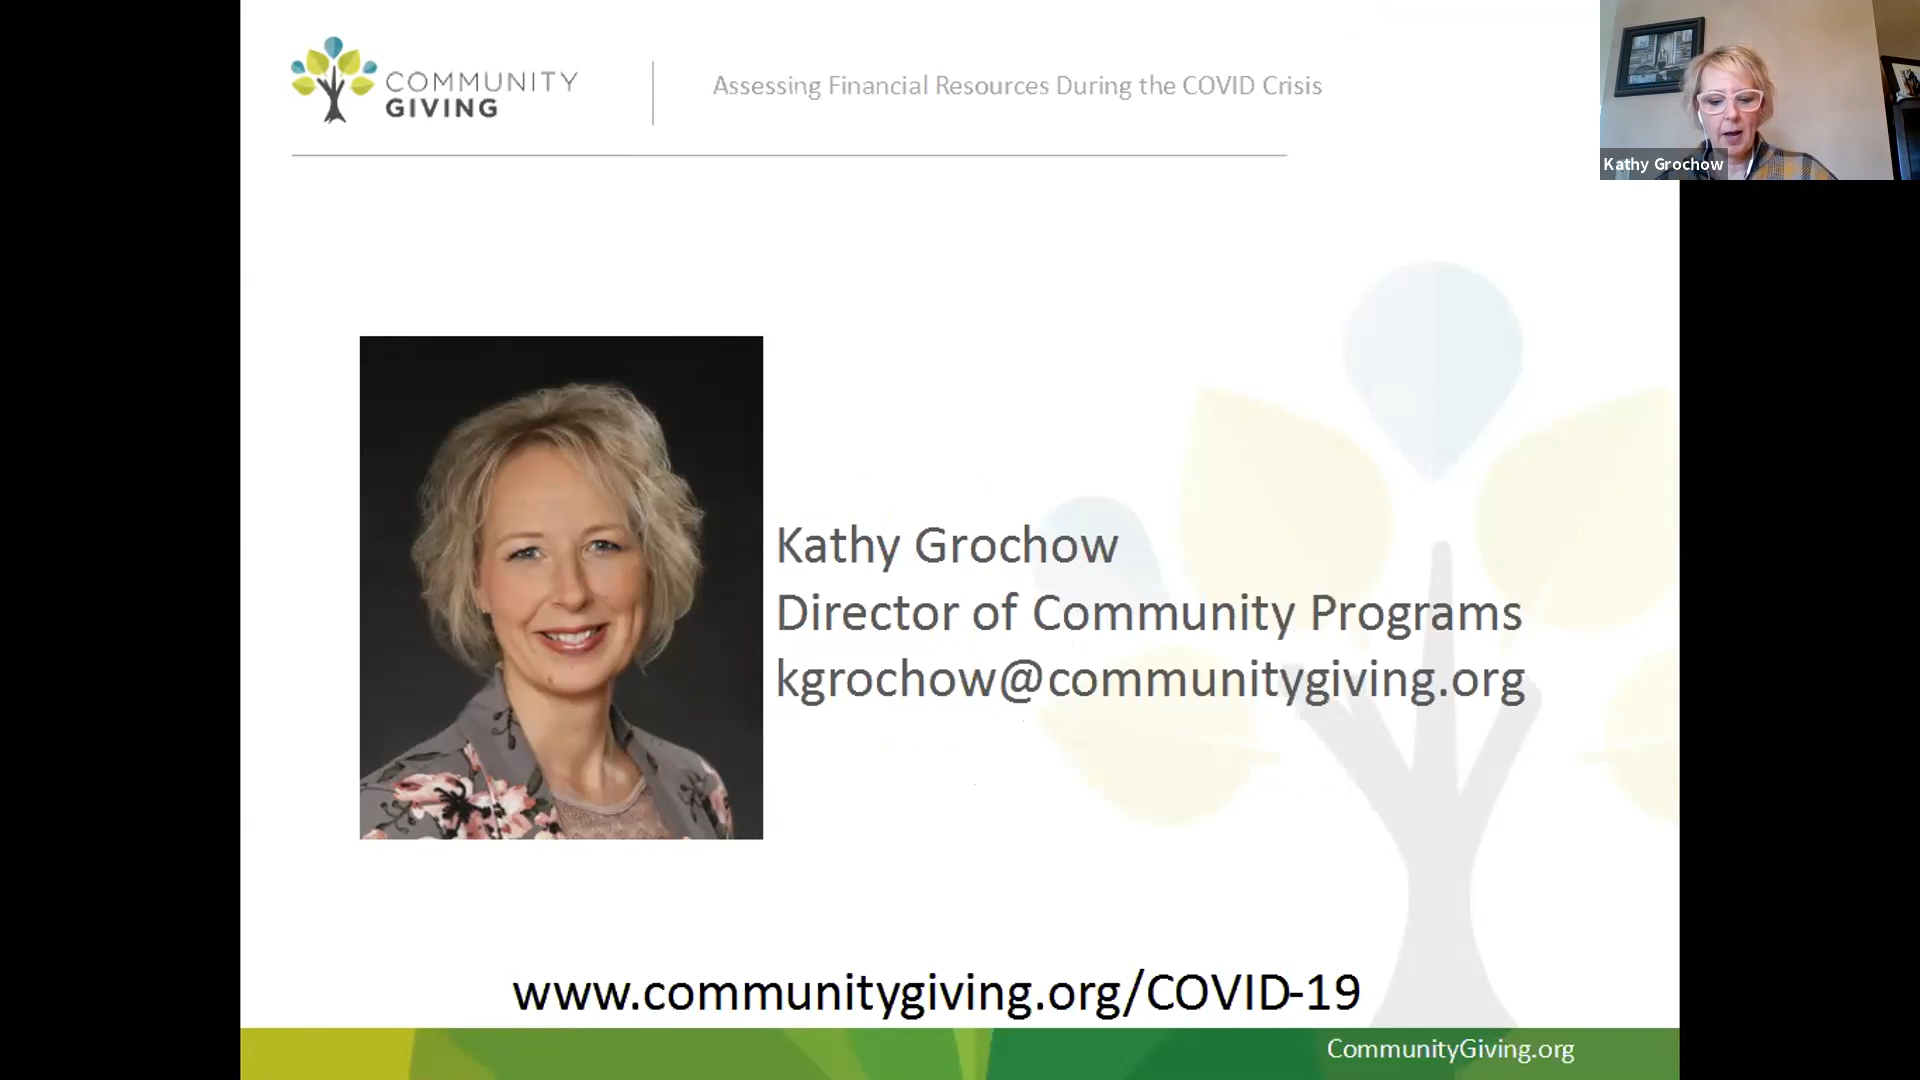 COMMUNITY
GIVING
Assessing Financial Resources During the COVID Crisis
Kathy Grochow
Kathy Grochow
Director of Community Programs
kgrochow@communitygiving.org
www.communitygiving.org/COVID-19
CommunityGiving.org